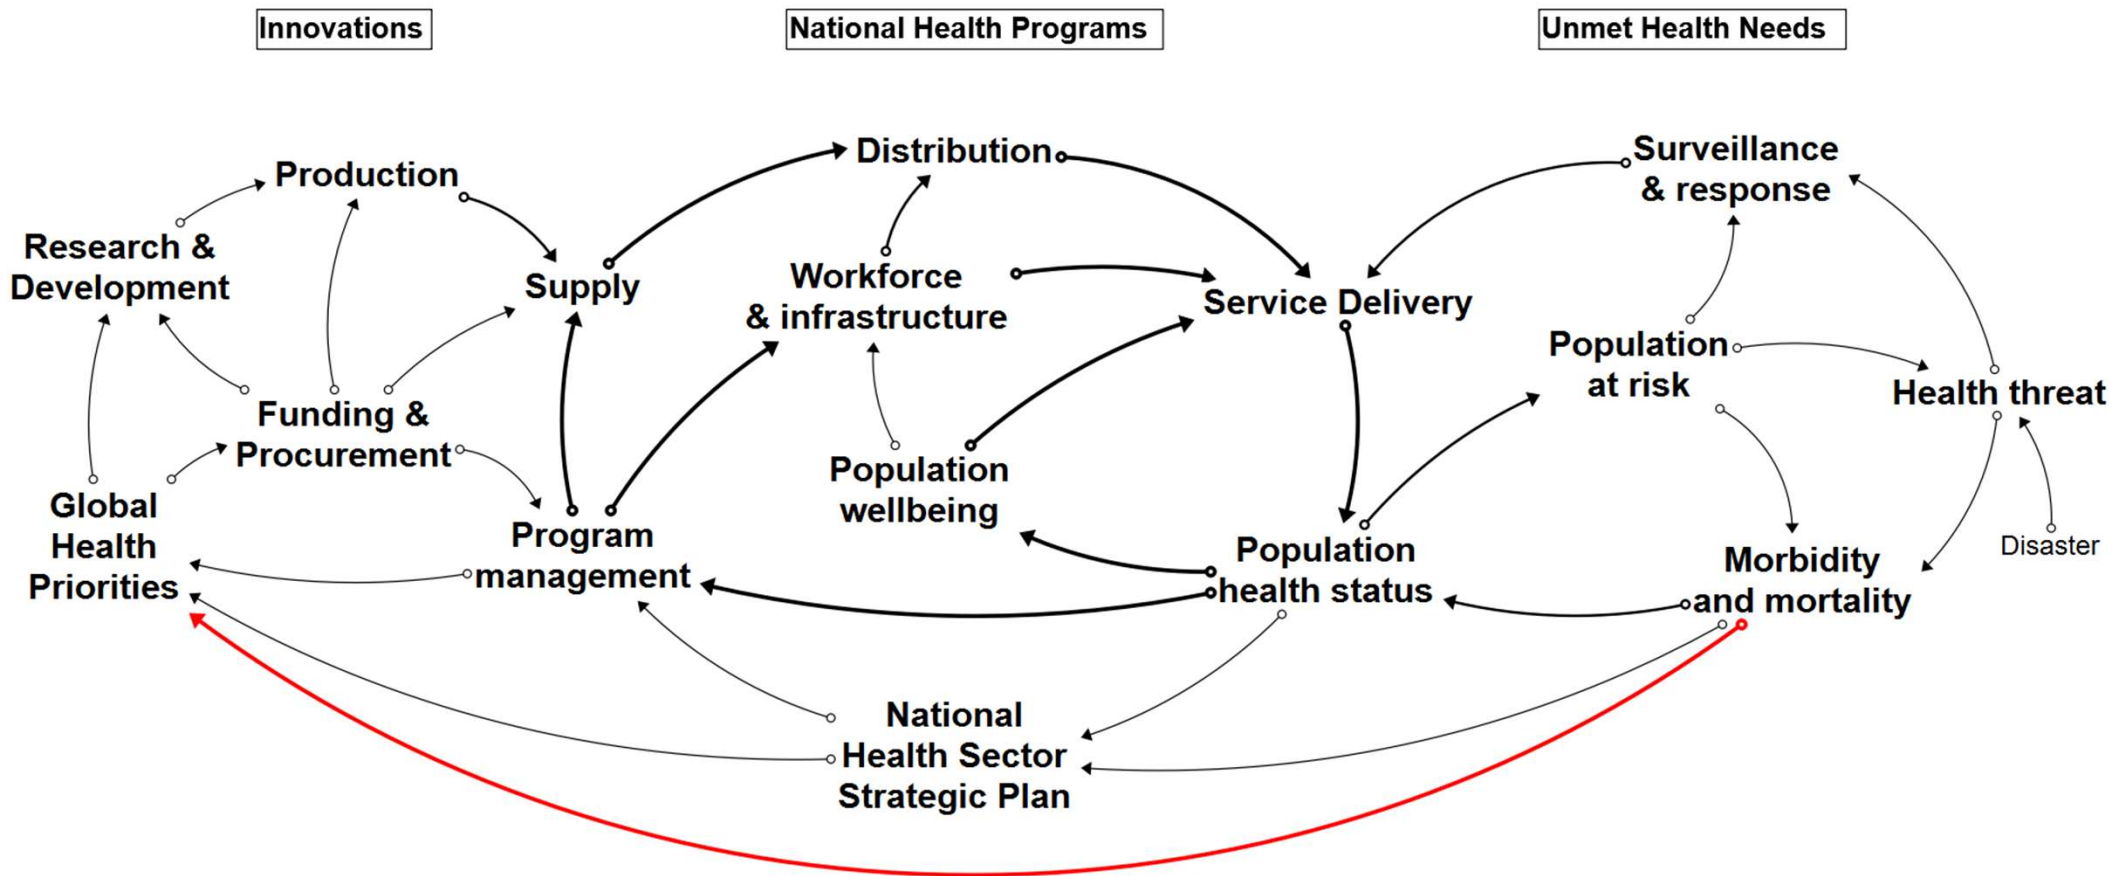 Innovations
National Health Programs
Unmet Health Needs
Production
Research &
Development
Supply
Funding &
Procurement
Global
Health
Priorities
Program
management
Distribution
Workforce
& infrastructure
Service Delivery
Population
wellbeing
Population
health status
National
Health Sector
Strategic Plan
Surveillance
& response
Population
at risk
Health threat
Disaster
Morbidity
and mortality